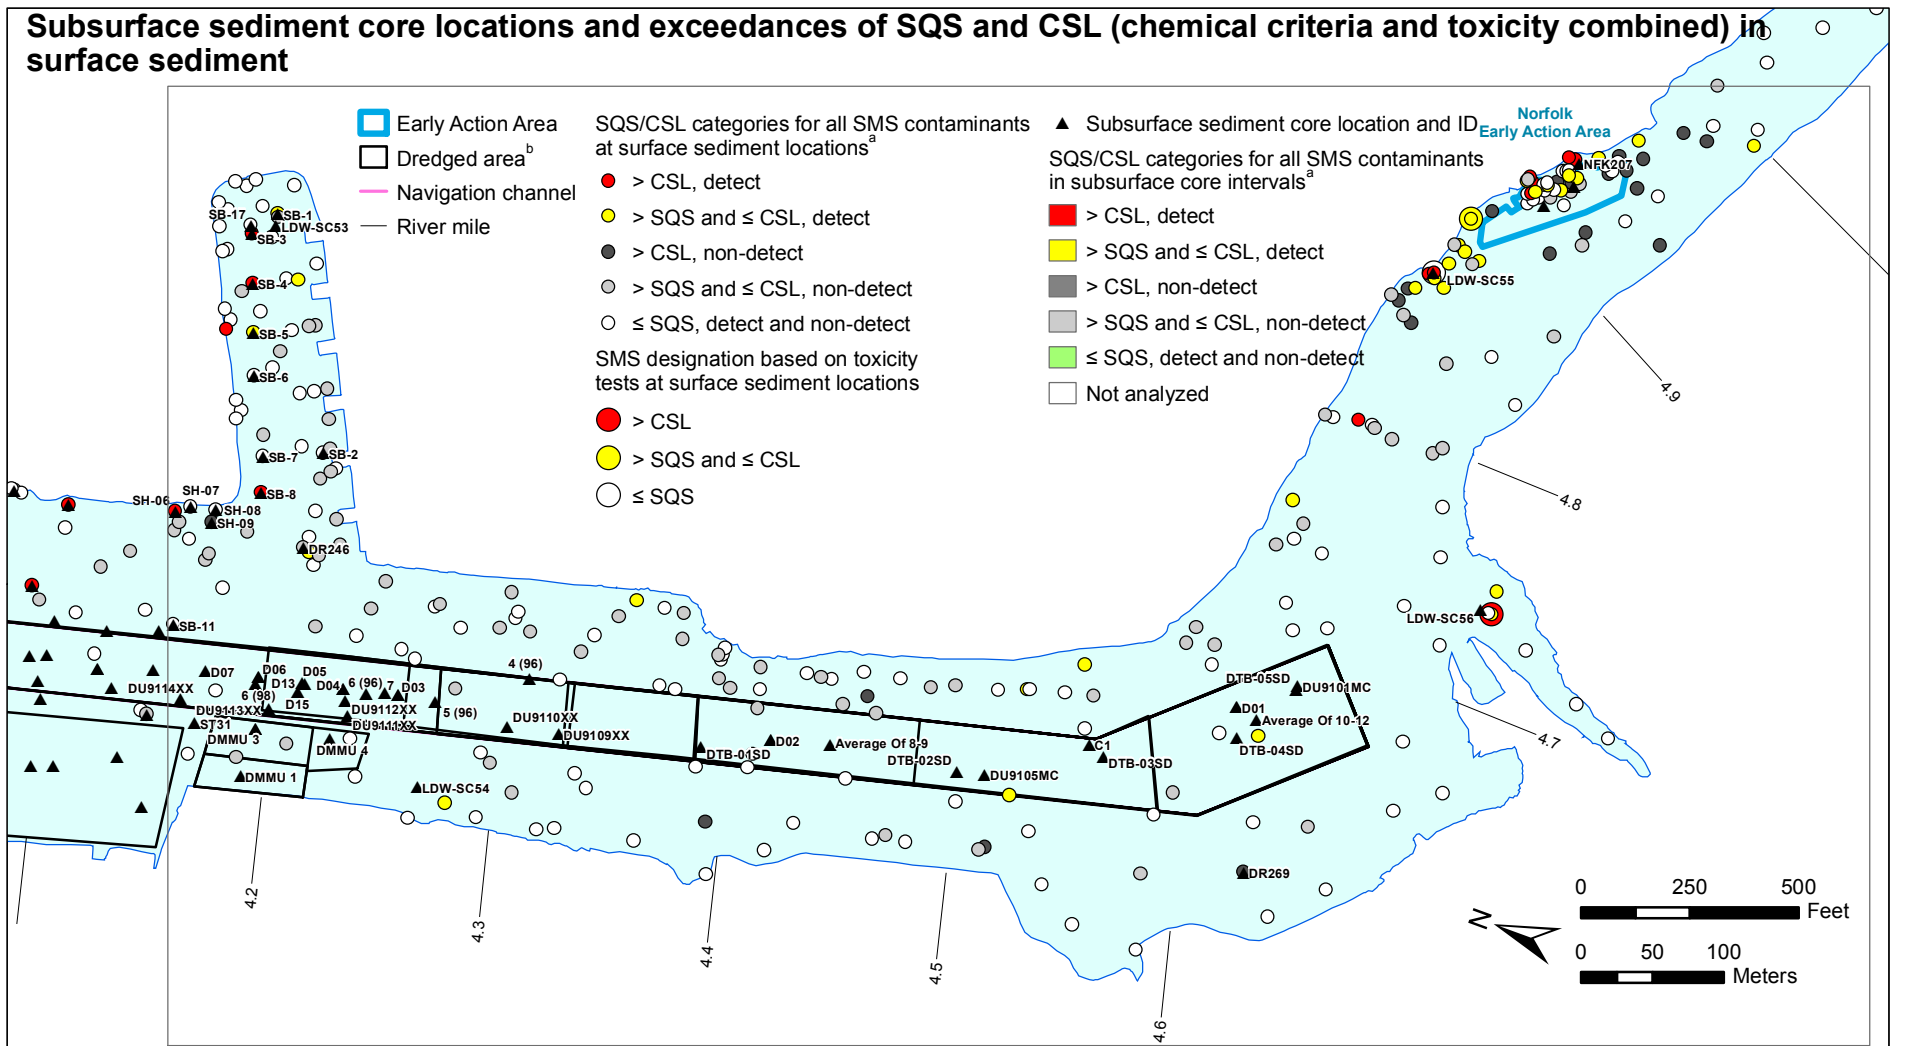 Subsurface sediment core locations and exceedances of SQS and CSL (chemical criteria and toxicity combined) in
surface sediment
Early Action Area
Dredged area b
Navigation channel
River mile
SQS/CSL categories for all SMS contaminants
at surface sediment locations a
> CSL, detect
> SQS and ≤ CSL, detect
> CSL, non-detect
> SQS and ≤ CSL, non-detect
≤ SQS, detect and non-detect
SMS designation based on toxicity
tests at surface sediment locations
> CSL
> SQS and ≤ CSL
≤ SQS
Subsurface sediment core location and ID
SQS/CSL categories for all SMS contaminants
in subsurface core intervals a
> CSL, detect
> SQS and ≤ CSL, detect
> CSL, non-detect
> SQS and ≤ CSL, non-detect
≤ SQS, detect and non-detect
Not analyzed
Norfolk
Early Action Area
NFK207
LDW-SC55
4.9
4.8
LDW-SC56
4.7
SB-17
SB-1
LDW-SC53
SB-3
SB-4
SB-5
SB-6
SB-7
SB-2
SB-8
SH-06
SH-07
SH-08
SH-09
DR246
SB-11
D07
D06
D05
D13
D04
6 (96)
7
D03
4 (96)
DU9114XX
6 (98)
D15
DU9112XX
5 (96)
DU9113XX
DU9111XX
DU9110XX
DU9109XX
ST31
DMMU 3
DMMU 4
DMMU 1
LDW-SC54
DTB-01SD
D02
Average Of 8-9
DTB-02SD
DU9105MC
C1
DTB-03SD
DTB-05SD
DU9101MC
D01
Average Of 10-12
DTB-04SD
DR269
4.2
4.3
4.4
4.5
4.6
N
0 250 500
Feet
0 50 100
Meters